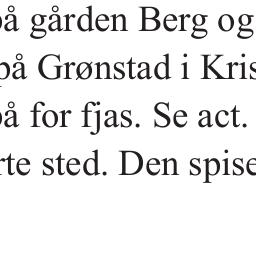 på gården Berg og
på Grønstad i Kris
på for fjas. Se act.
rte sted. Den spise